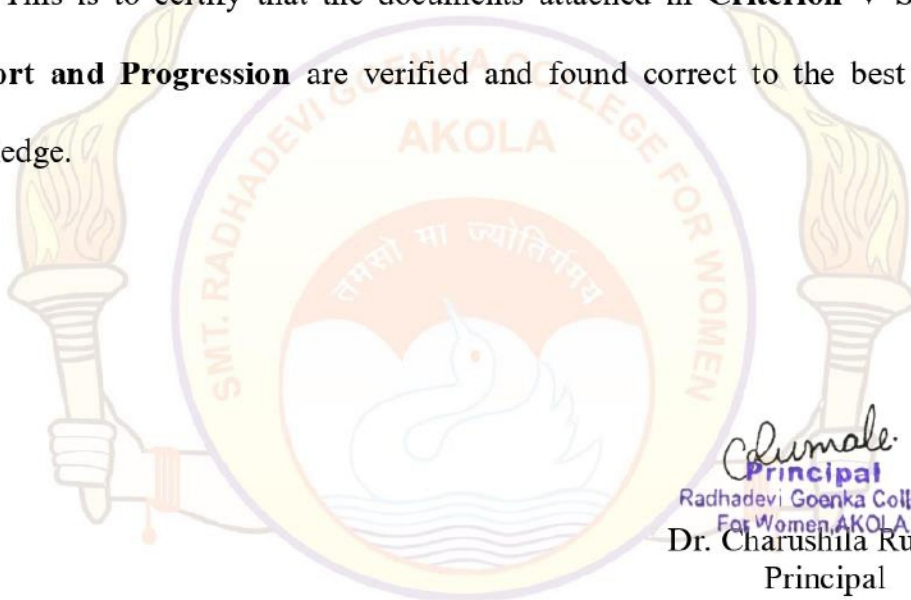 This is to certify that the documents attached in Criterion V S
ort and Progression are verified and found correct to the best
edge.
SMT. RADHADEVI GOENKA COLLEGE FOR WOMEN
AKOLA
तमसो मा ज्योतिर्गमय
Principal
Radhadevi Goenka Coll
For Women, AKOLA
Dr. Charushila Ru
Principal